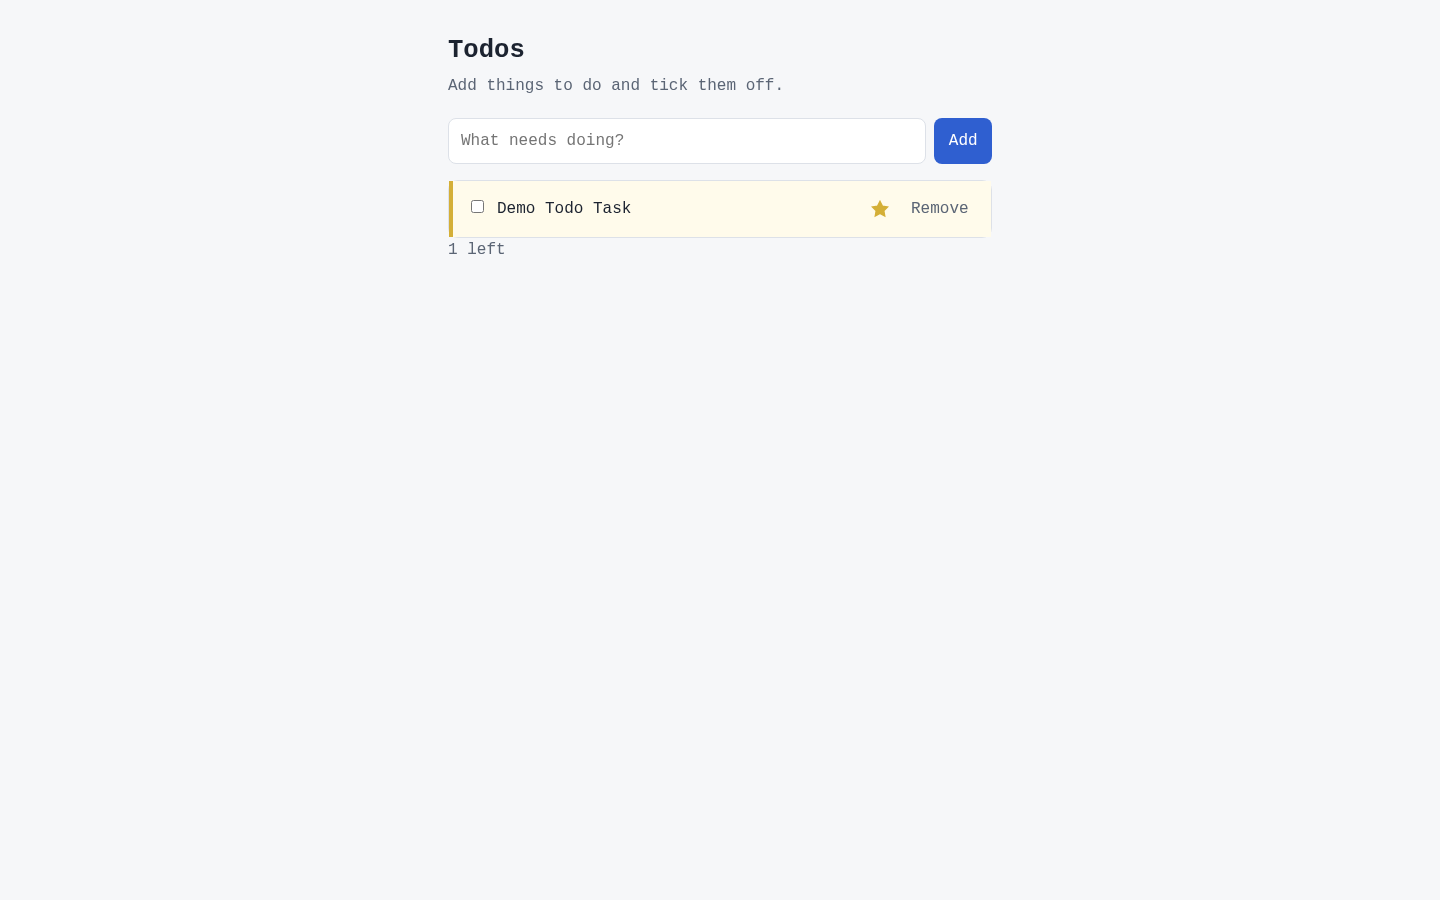 Todos
Add things to do and tick them off.
What needs doing? Add
Demo Todo Task Remove
1 left